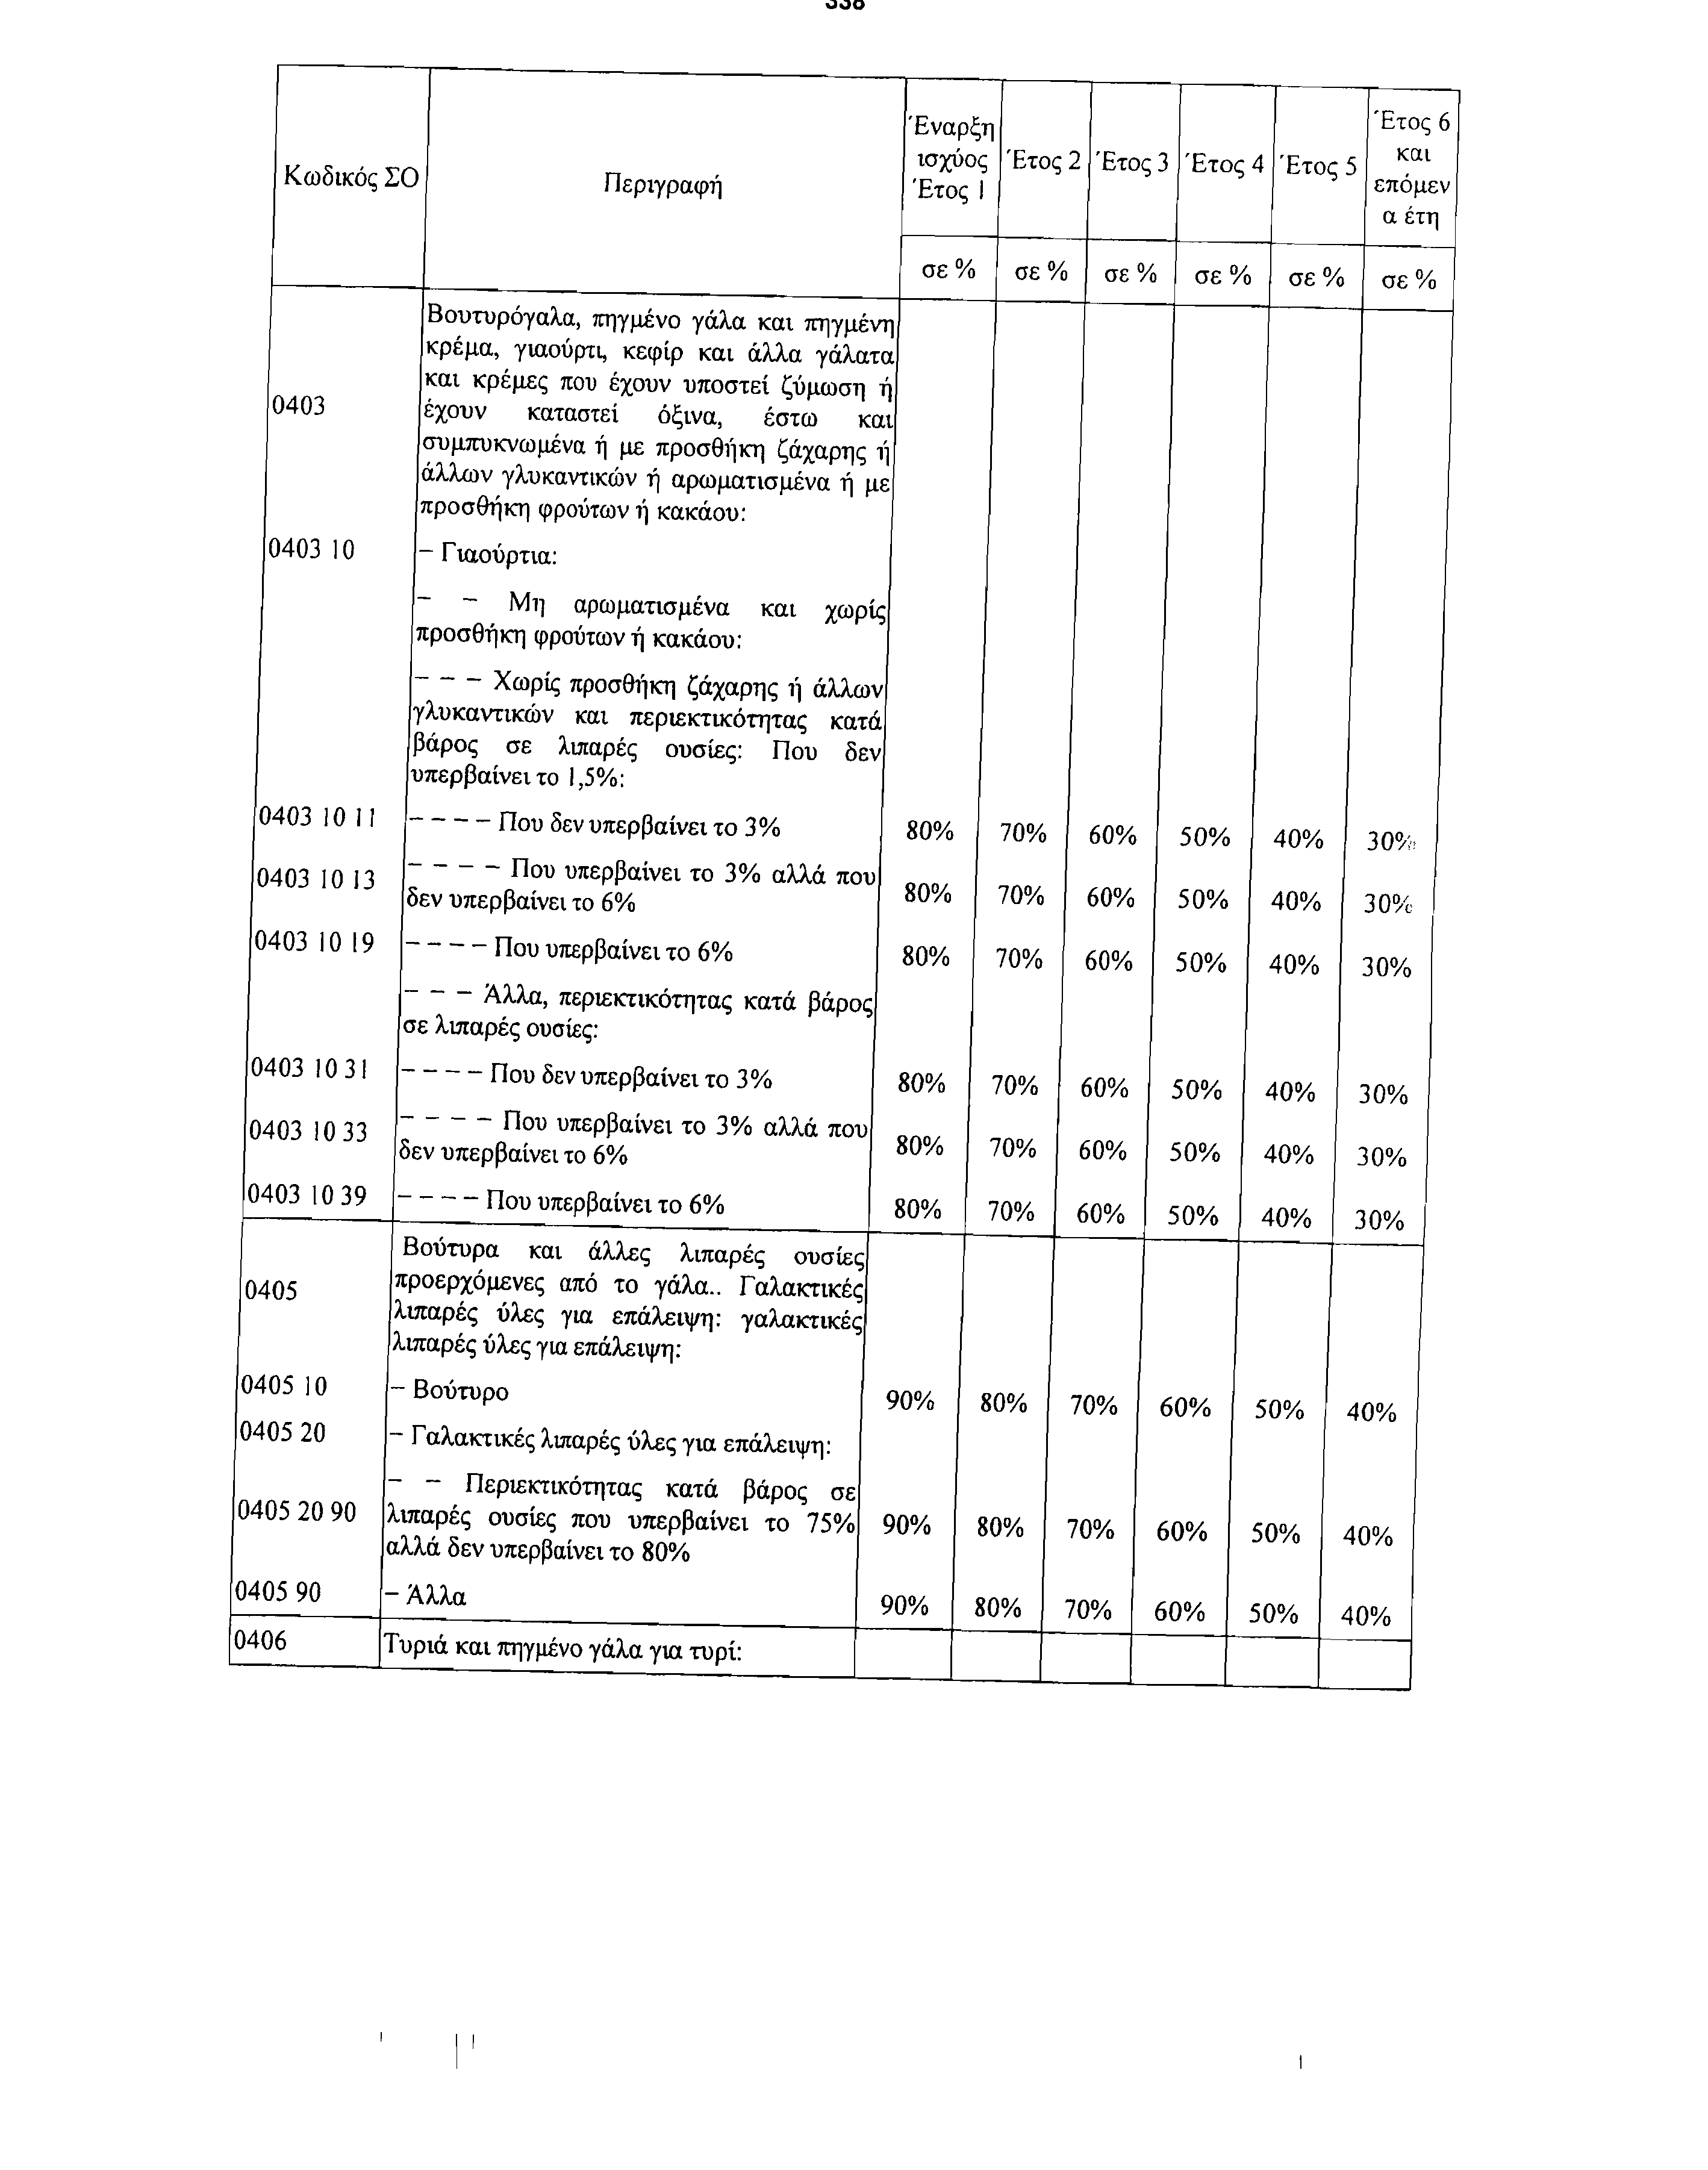 338
Κωδικός ΣΟ
Περιγραφή
Έναρξη
ισχύος
Έτος 1
Έτος 2
Έτος 3
Έτος 4
Έτος 5
Έτος 6
και
επόμεν
α έτη
σε % σε % σε % σε % σε % σε %
0403
Βουτυρόγαλα, πηγμένο γάλα και πηγμένη
κρέμα, γιαούρτι, κεφίρ και άλλα γάλατα
και κρέμες που έχουν υποστεί ζύμωση ή
έχουν καταστεί όξινα, έστω και
συμπυκνωμένα ή με προσθήκη ζάχαρης ή
άλλων γλυκαντικών ή αρωματισμένα ή με
προσθήκη φρούτων ή κακάου:
0403 10 – Γιαούρτια:
– – Μη αρωματισμένα και χωρίς
προσθήκη φρούτων ή κακάου:
– – – Χωρίς προσθήκη ζάχαρης ή άλλων
γλυκαντικών και περιεκτικότητας κατά
βάρος σε λιπαρές ουσίες: Που δεν
υπερβαίνει το 1,5%:
0403 10 11 – – – – Που δεν υπερβαίνει το 3% 80% 70% 60% 50% 40% 30%
0403 10 13 – – – – Που υπερβαίνει το 3% αλλά που
δεν υπερβαίνει το 6% 80% 70% 60% 50% 40% 30%
0403 10 19 – – – – Που υπερβαίνει το 6% 80% 70% 60% 50% 40% 30%
– – – Άλλα, περιεκτικότητας κατά βάρος
σε λιπαρές ουσίες:
0403 10 31 – – – – Που δεν υπερβαίνει το 3% 80% 70% 60% 50% 40% 30%
0403 10 33 – – – – Που υπερβαίνει το 3% αλλά που
δεν υπερβαίνει το 6% 80% 70% 60% 50% 40% 30%
0403 10 39 – – – – Που υπερβαίνει το 6% 80% 70% 60% 50% 40% 30%
0405
Βούτυρα και άλλες λιπαρές ουσίες
προερχόμενες από το γάλα.. Γαλακτικές
λιπαρές ύλες για επάλειψη: γαλακτικές
λιπαρές ύλες για επάλειψη:
0405 10 – Βούτυρο 90% 80% 70% 60% 50% 40%
0405 20 – Γαλακτικές λιπαρές ύλες για επάλειψη:
– – Περιεκτικότητας κατά βάρος σε
0405 20 90 λιπαρές ουσίες που υπερβαίνει το 75% 90% 80% 70% 60% 50% 40%
αλλά δεν υπερβαίνει το 80%
0405 90 – Άλλα 90% 80% 70% 60% 50% 40%
0406 Τυριά και πηγμένο γάλα για τυρί: